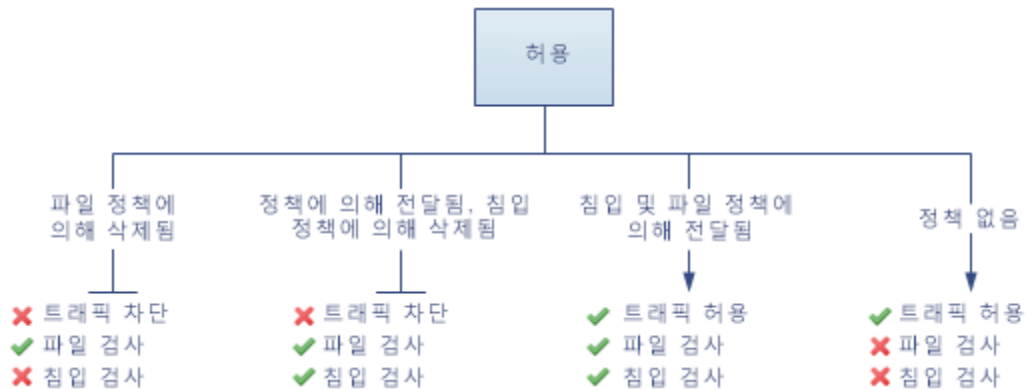 허용
파일 정책에
의해 삭제됨
정책에 의해 전달됨, 침입
정책에 의해 삭제됨
침입 및 파일 정책에
의해 전달됨
정책 없음
트래픽 차단
파일 검사
침입 검사
트래픽 차단
파일 검사
침입 검사
트래픽 허용
파일 검사
침입 검사
트래픽 허용
파일 검사
침입 검사